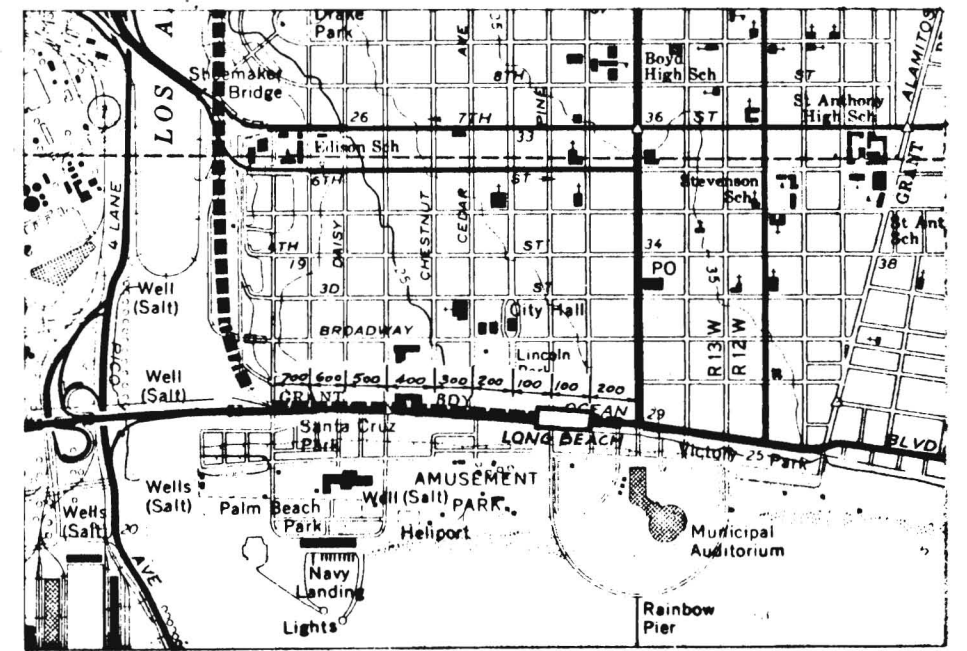 Drake
Park
LOS A
AVE
8TH
PINE
Boyd
High Sch
ST
ALAMITOS
Shoemaker
Bridge
26
7TH
33
36
ST
St Anthony
High Sch
Edison Sch
6TH
ST
Stevenson
Sch
GRANT
4 LANE
4TH
19
DAISY
CHESTNUT
CEDAR
ST
34
PO
35
38
St Ant
Sch
Well
(Salt)
3D
ST
City Hall
R13W
R12W
BROADWAY
Lincoln
PICO
Well
(Salt)
700 600 500 400 300 200 100 100 200
GRANT BDY
OCEAN
29
BLVD
Santa Cruz
Park
LONG BEACH
Victory 25 Park
Wells
(Salt)
Wells
(Salt)
AMUSEMENT
PARK
Well (Salt)
Palm Beach
Park
Heliport
Municipal
Auditorium
AVE
Navy
Landing
Lights
Rainbow
Pier